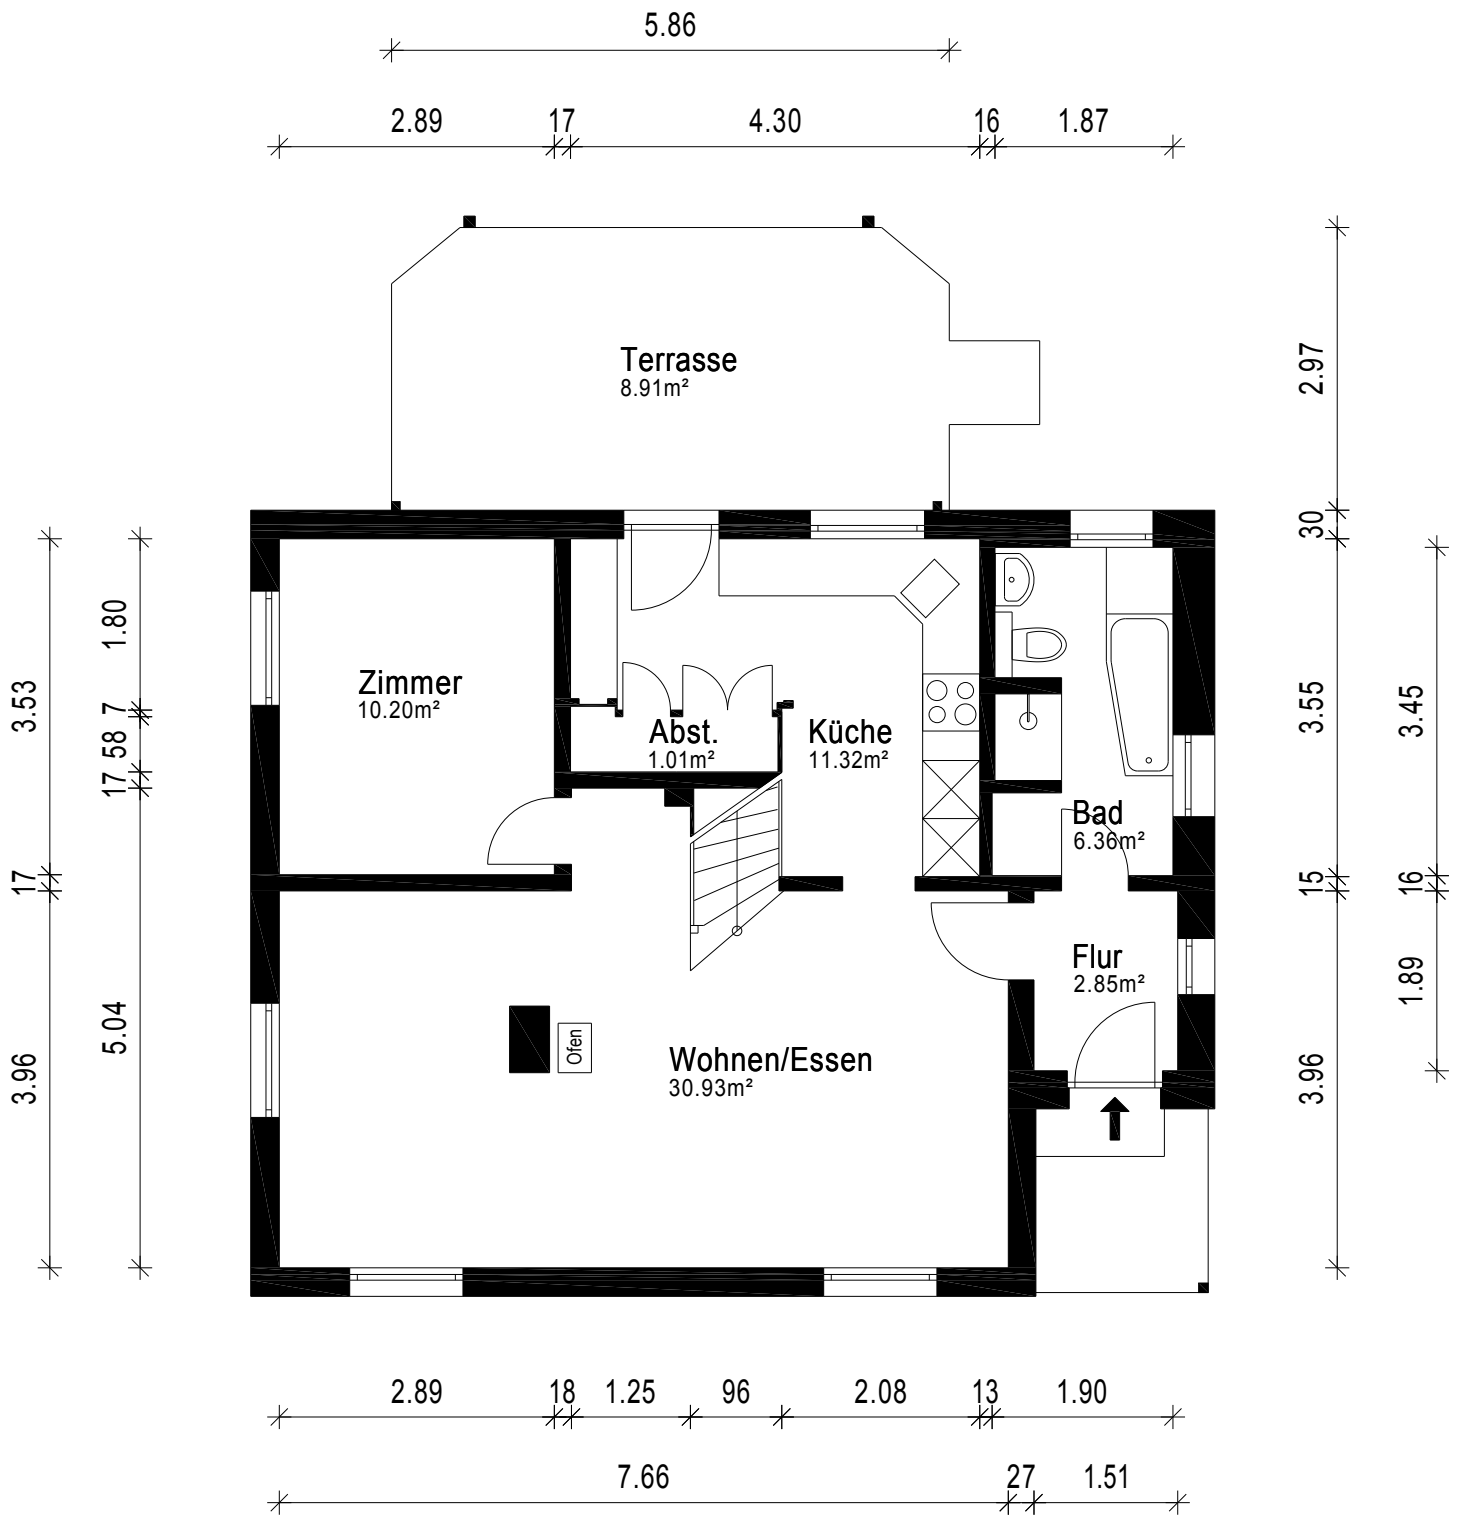 5.86
2.89 17 4.30 16 1.87
Terrasse
8.91m²
2.97
30
1.80
7
58
17
5.04
3.53
17
3.96
Zimmer
10.20m²
Abst.
1.01m²
Küche
11.32m²
Bad
6.36m²
Flur
2.85m²
Ofen
Wohnen/Essen
30.93m²
3.55
15
3.96
3.45
16
1.89
2.89 18 1.25 96 2.08 13 1.90
7.66 27 1.51